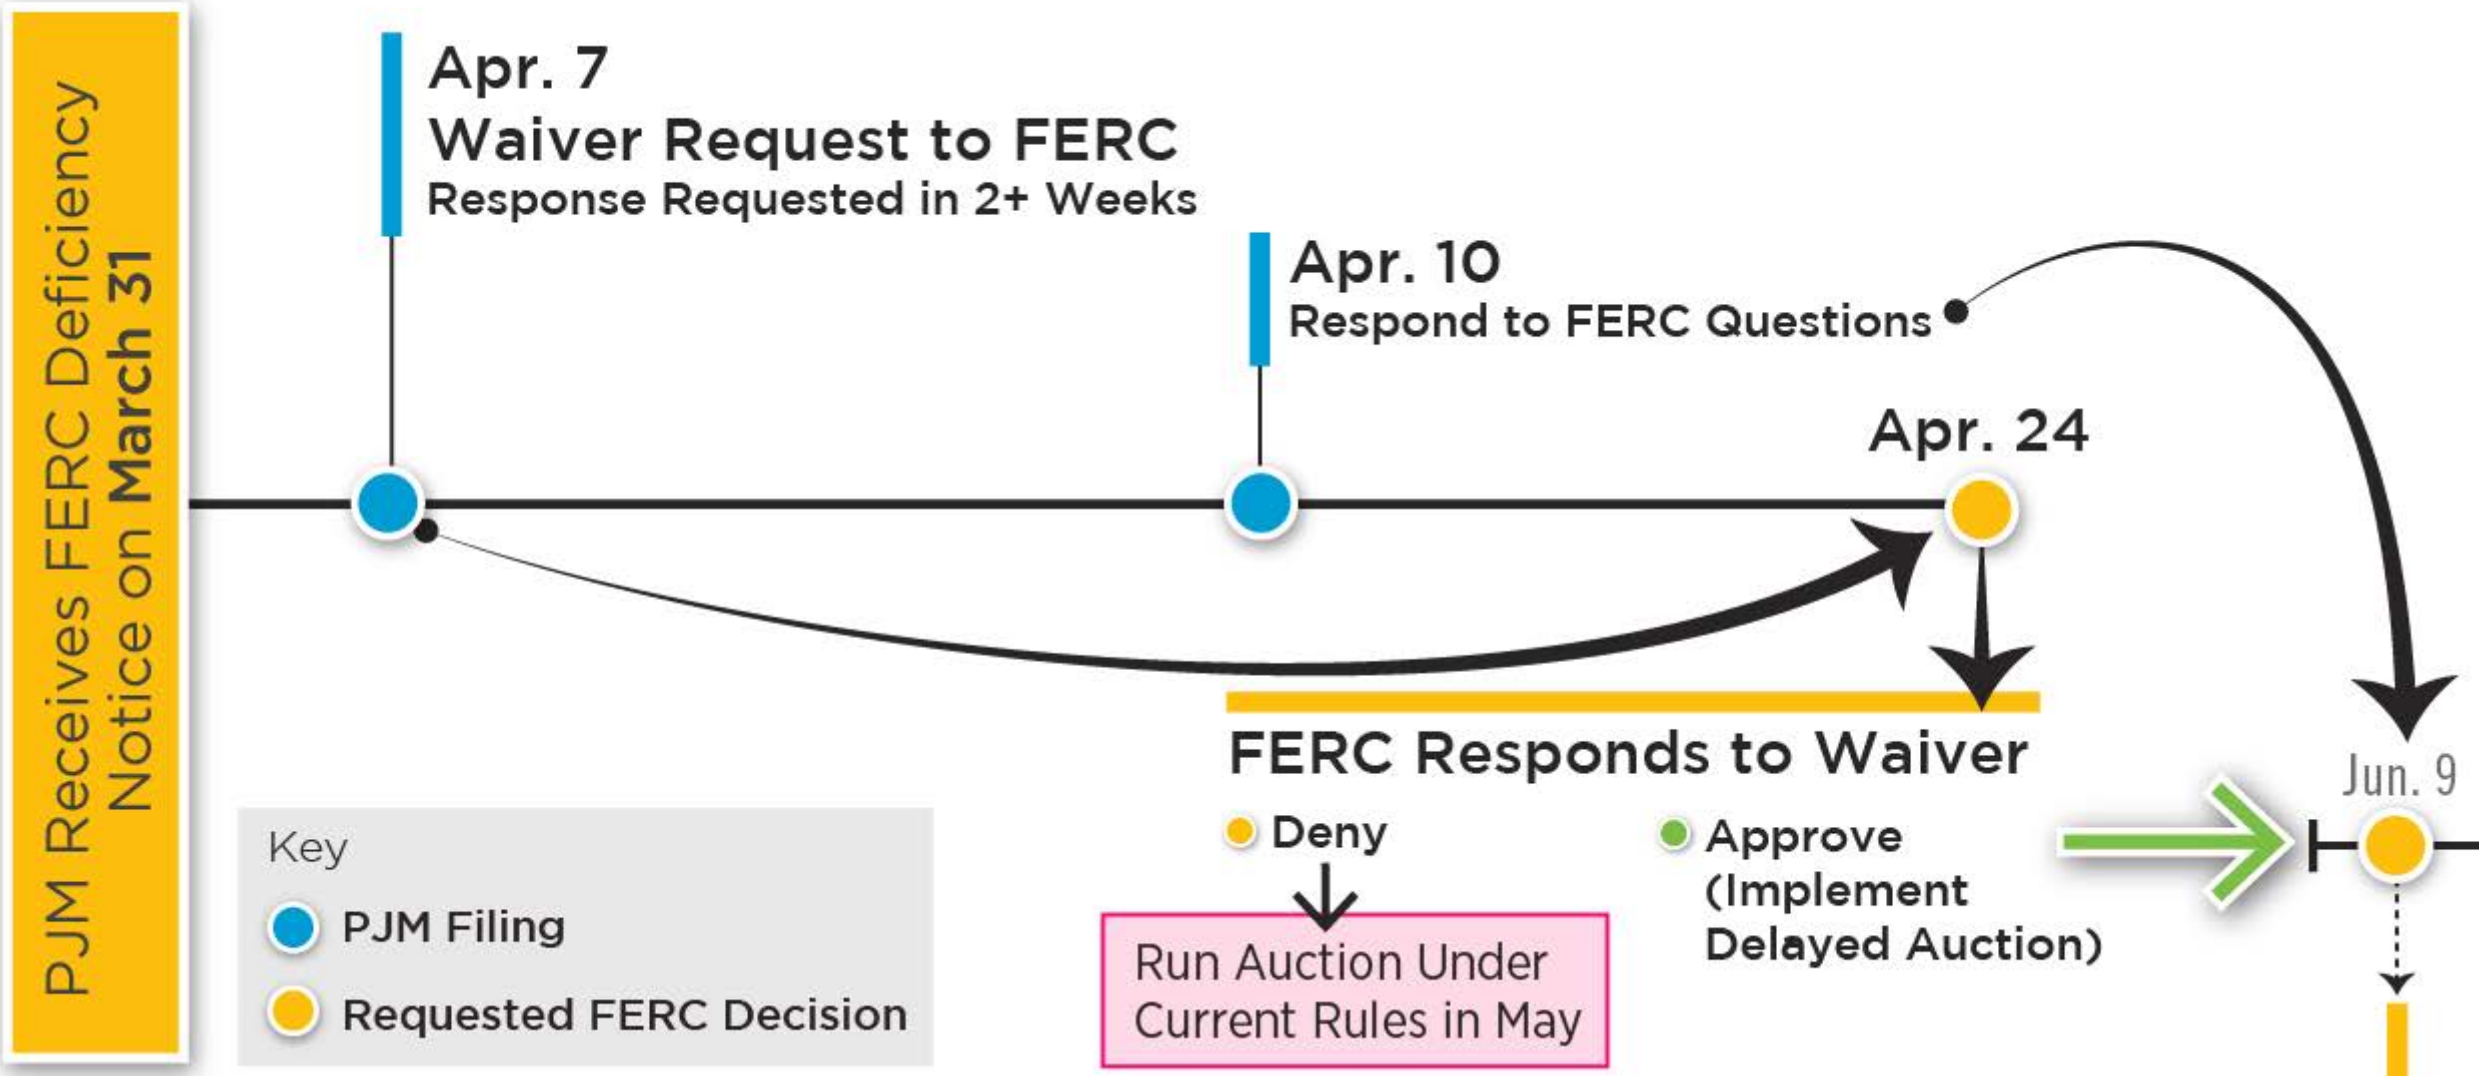 PJM Receives FERC Deficiency
Notice on March 31
Apr. 7
Waiver Request to FERC
Response Requested in 2+ Weeks
Apr. 10
Respond to FERC Questions
Apr. 24
FERC Responds to Waiver
Deny
Run Auction Under
Current Rules in May
Approve
(Implement
Delayed Auction)
Jun. 9
Key
PJM Filing
Requested FERC Decision